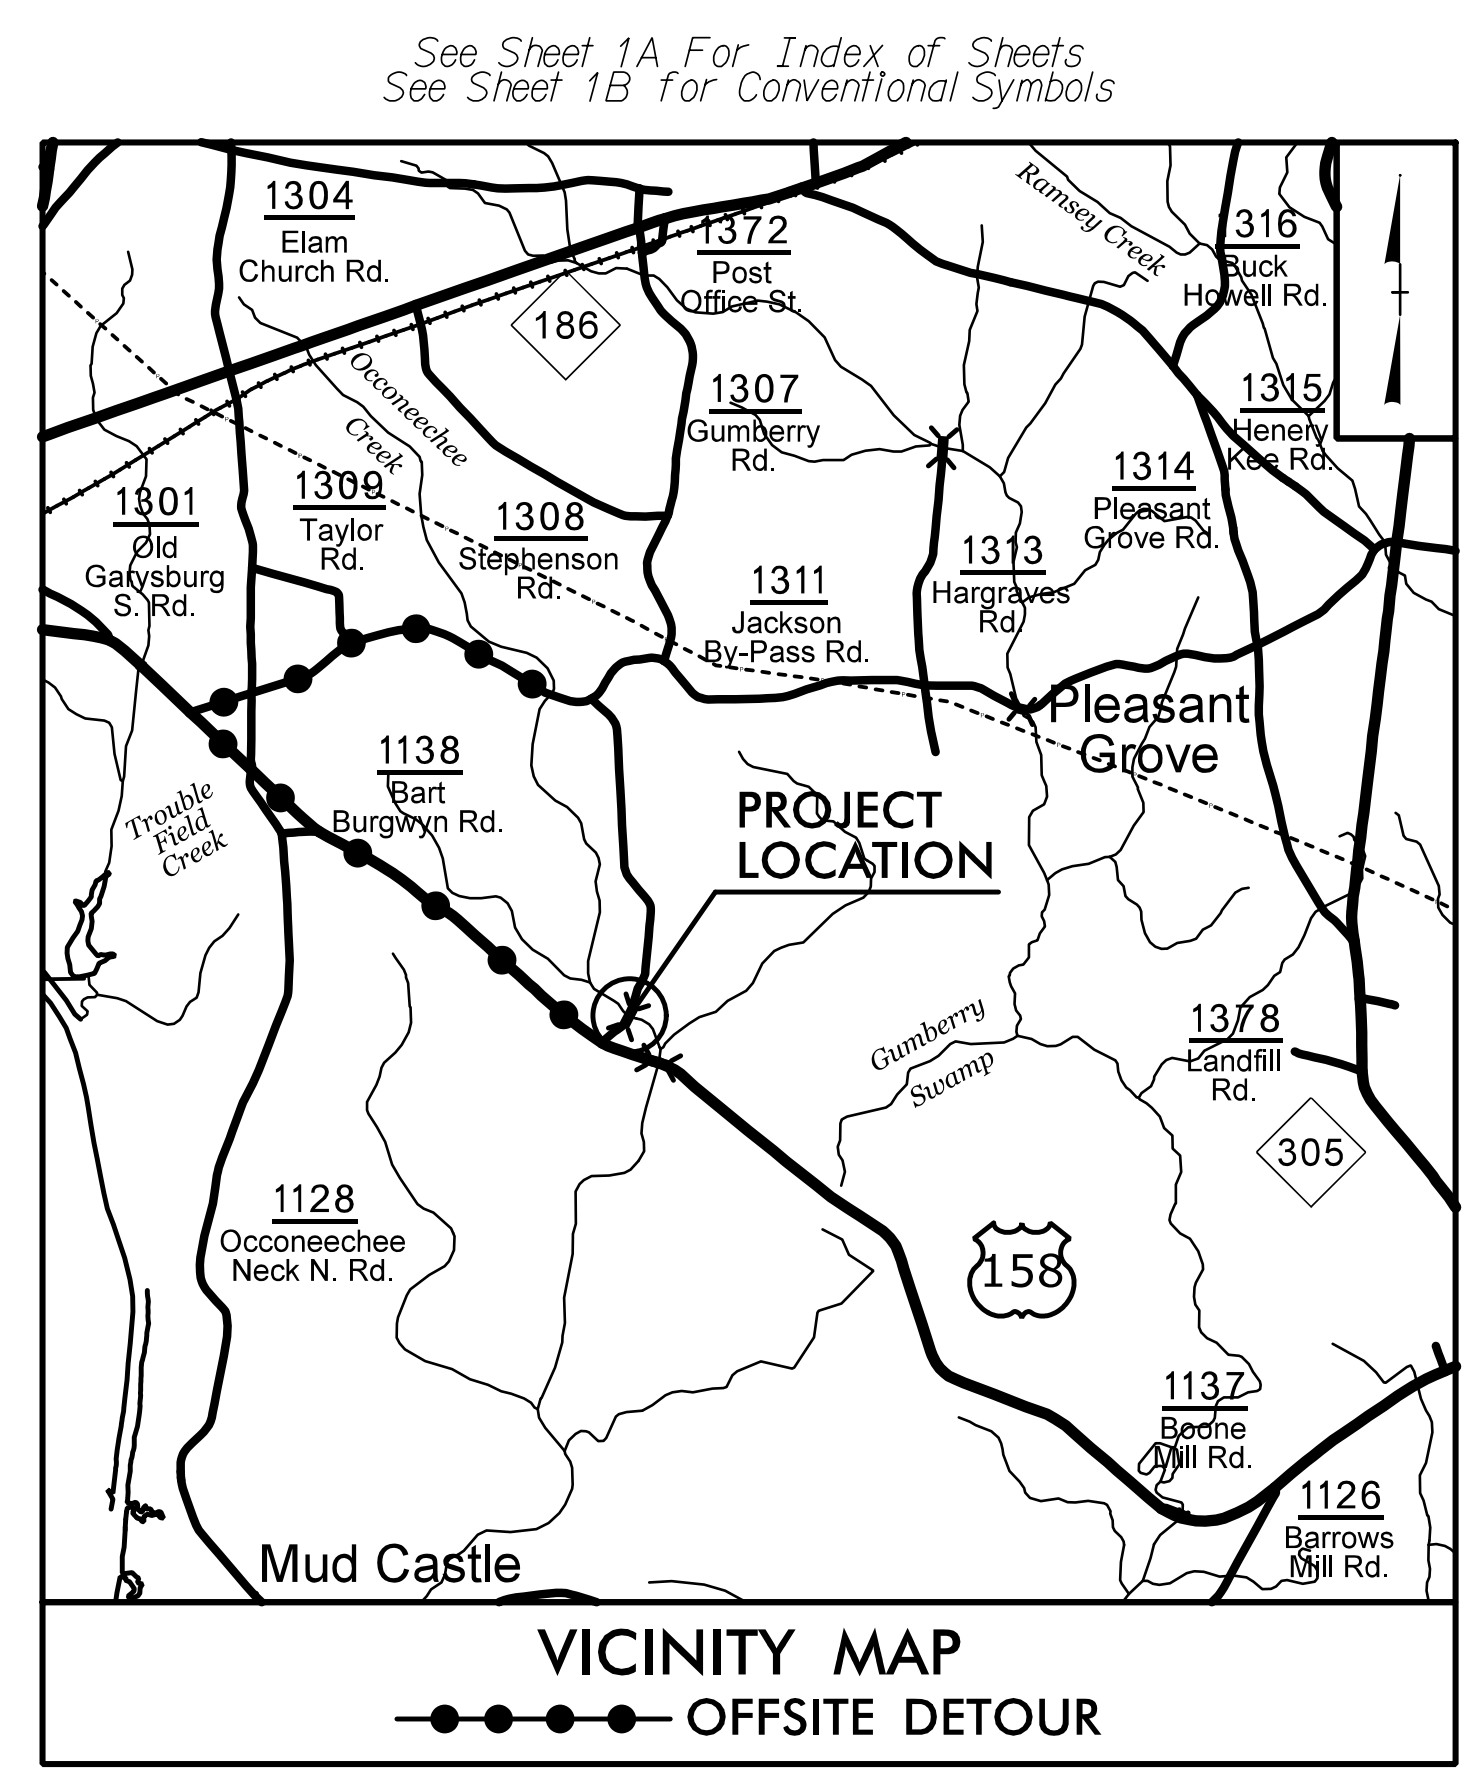 See Sheet 1A For Index of Sheets
See Sheet 1B for Conventional Symbols
1304
Elam
Church Rd.
1372
Post
Office St.
Ramsey Creek
1316
Buck
Howell Rd.
186
Occoneechee
Creek
1307
Gumberry
Rd.
1315
Henery
Kee Rd.
1301
Old
Garysburg
S. Rd.
1309
Taylor
Rd.
1308
Stephenson
Rd.
1314
Pleasant
Grove Rd.
1311
Jackson
By-Pass Rd.
1313
Hargraves
Rd.
Pleasant
Grove
1138
Bart
Burgwyn Rd.
Trouble
Field
Creek
PROJECT
LOCATION
Gumberry
Swamp
1378
Landfill
Rd.
305
1128
Occoneechee
Neck N. Rd.
158
1137
Boone
Mill Rd.
1126
Barrows
Mill Rd.
Mud Castle
VICINITY MAP
OFFSITE DETOUR